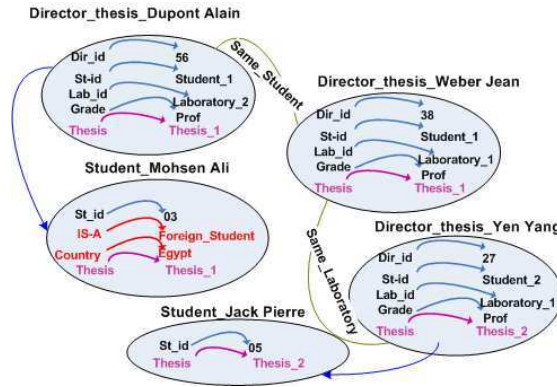 Director_thesis_Dupont Alain
Dir_id 56
St-id Student_1
Lab_id Laboratory_2
Grade Prof
Thesis Thesis_1
Same_Student
Director_thesis_Weber Jean
Dir_id 38
St-id Student_1
Lab_id Laboratory_1
Grade Prof
Thesis Thesis_1
Student_Mohsen Ali
St_id 03
IS-A Foreign_Student
Country Egypt
Thesis Thesis_1
Same_Laboratory
Director_thesis_Yen Yang
Dir_id 27
St-id Student_2
Lab_id Laboratory_1
Grade Prof
Thesis Thesis_2
Student_Jack Pierre
St_id 05
Thesis Thesis_2